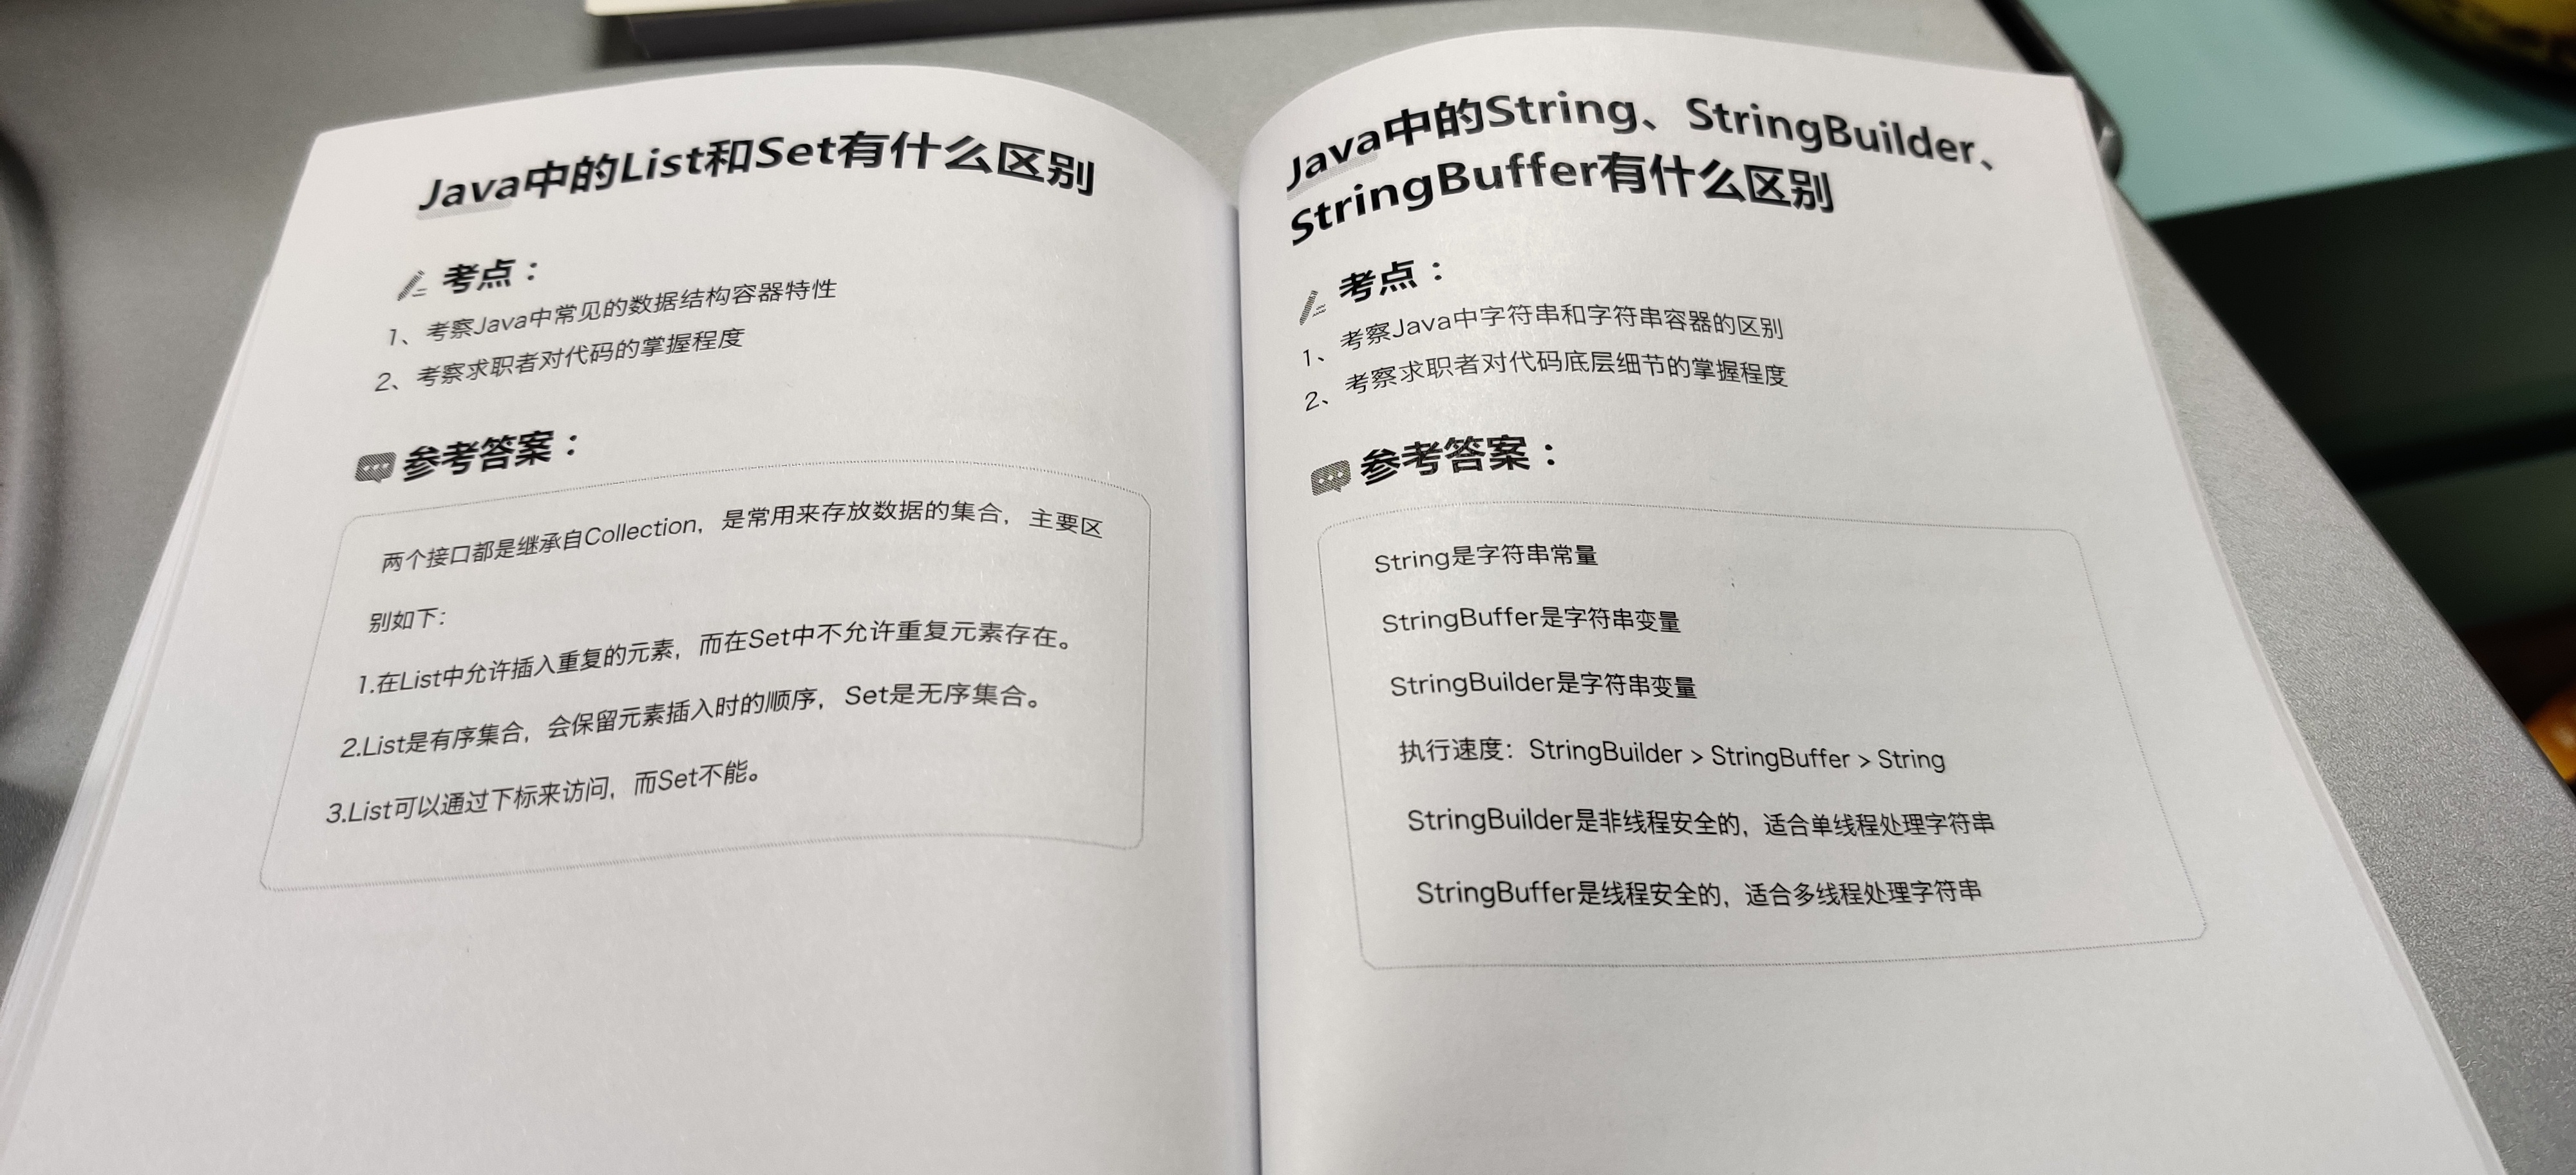 Java中的List和Set有什么区别
考点：
1、考察Java中常见的数据结构容器特性
2、考察求职者对代码的掌握程度
参考答案：
两个接口都是继承自Collection，是常用来存放数据的集合，主要区
别如下：
1.在List中允许插入重复的元素，而在Set中不允许重复元素存在。
2.List是有序集合，会保留元素插入时的顺序，Set是无序集合。
3.List可以通过下标来访问，而Set不能。
Java中的String、StringBuilder、
StringBuffer有什么区别
考点：
1、考察Java中字符串和字符串容器的区别
2、考察求职者对代码底层细节的掌握程度
参考答案：
String是字符串常量
StringBuffer是字符串变量
StringBuilder是字符串变量
执行速度：StringBuilder > StringBuffer > String
StringBuilder是非线程安全的，适合单线程处理字符串
StringBuffer是线程安全的，适合多线程处理字符串